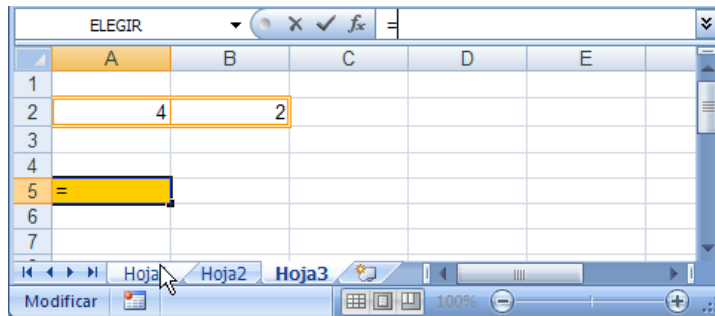 ELEGIR fx =
A B C D E
1
2 4 2
3
4
5 =
6
7
Hoja Hoja2 Hoja3
Modificar 100%